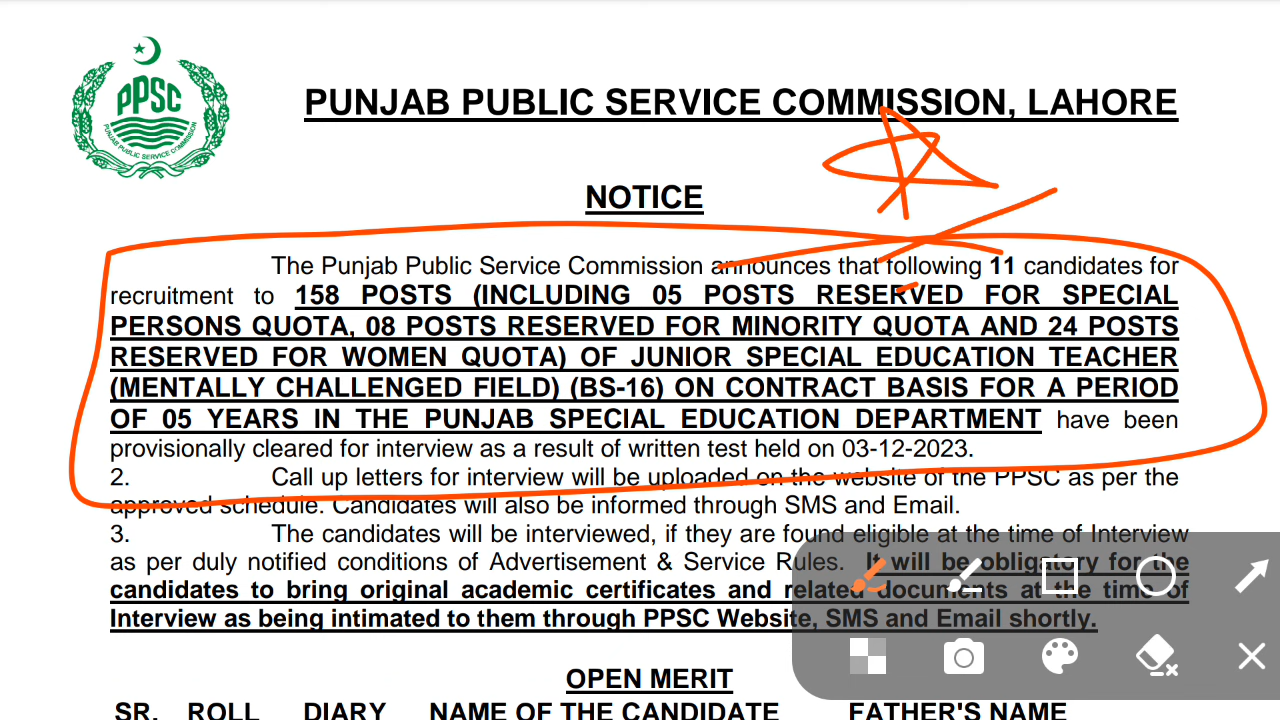 PPSC
PUNJAB PUBLIC SERVICE COMMISSION
PUNJAB PUBLIC SERVICE COMMISSION, LAHORE
NOTICE
The Punjab Public Service Commission announces that following 11 candidates for
recruitment to 158 POSTS (INCLUDING 05 POSTS RESERVED FOR SPECIAL
PERSONS QUOTA, 08 POSTS RESERVED FOR MINORITY QUOTA AND 24 POSTS
RESERVED FOR WOMEN QUOTA) OF JUNIOR SPECIAL EDUCATION TEACHER
(MENTALLY CHALLENGED FIELD) (BS-16) ON CONTRACT BASIS FOR A PERIOD
OF 05 YEARS IN THE PUNJAB SPECIAL EDUCATION DEPARTMENT have been
provisionally cleared for interview as a result of written test held on 03-12-2023.
2. Call up letters for interview will be uploaded on the website of the PPSC as per the
approved schedule. Candidates will also be informed through SMS and Email.
3. The candidates will be interviewed, if they are found eligible at the time of Interview
as per duly notified conditions of Advertisement & Service Rules. It will be obligatory for the
candidates to bring original academic certificates and related documents at the time of
Interview as being intimated to them through PPSC Website, SMS and Email shortly.
OPEN MERIT
SR. ROLL DIARY NAME OF THE CANDIDATE FATHER'S NAME